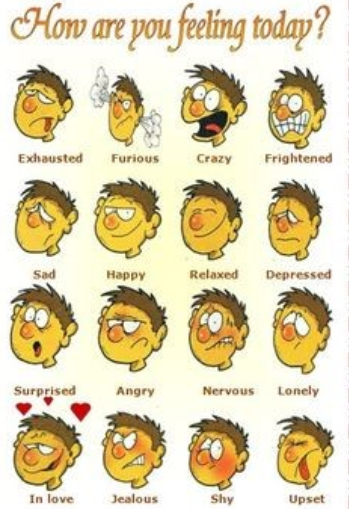 How are you feeling today?
Exhausted Furious Crazy Frightened
Sad Happy Relaxed Depressed
Surprised Angry Nervous Lonely
In love Jealous Shy Upset